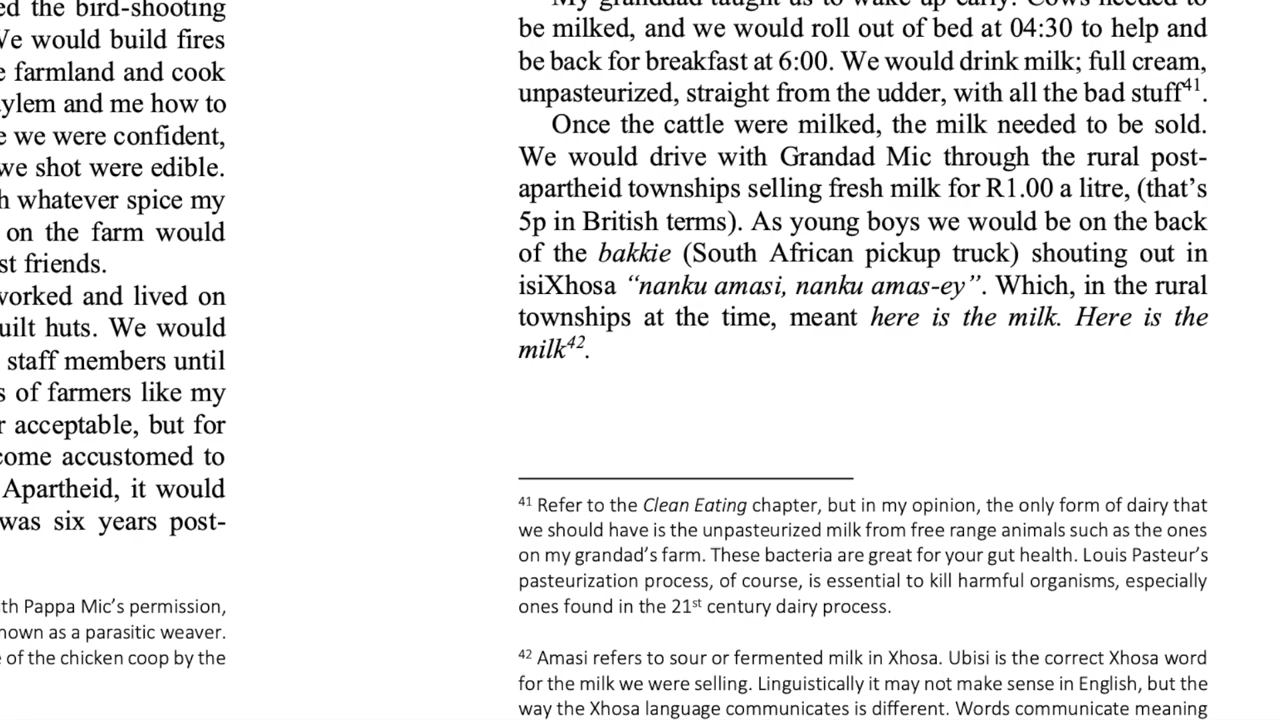 ed the bird-shooting
We would build fires
e farmland and cook
aylem and me how to
e we were confident,
we shot were edible.
h whatever spice my
on the farm would
st friends.
worked and lived on
uilt huts. We would
staff members until
s of farmers like my
r acceptable, but for
come accustomed to
Apartheid, it would
was six years post-
th Pappa Mic’s permission,
nown as a parasitic weaver.
e of the chicken coop by the
My granddad taught us to wake up early. Cows needed to
be milked, and we would roll out of bed at 04:30 to help and
be back for breakfast at 6:00. We would drink milk; full cream,
unpasteurized, straight from the udder, with all the bad stuff⁴¹.
Once the cattle were milked, the milk needed to be sold.
We would drive with Grandad Mic through the rural post-
apartheid townships selling fresh milk for R1.00 a litre, (that’s
5p in British terms). As young boys we would be on the back
of the bakkie (South African pickup truck) shouting out in
isiXhosa “nanku amasi, nanku amas-ey”. Which, in the rural
townships at the time, meant here is the milk. Here is the
milk⁴².
⁴¹ Refer to the Clean Eating chapter, but in my opinion, the only form of dairy that
we should have is the unpasteurized milk from free range animals such as the ones
on my grandad’s farm. These bacteria are great for your gut health. Louis Pasteur’s
pasteurization process, of course, is essential to kill harmful organisms, especially
ones found in the 21ˢᵗ century dairy process.
⁴² Amasi refers to sour or fermented milk in Xhosa. Ubisi is the correct Xhosa word
for the milk we were selling. Linguistically it may not make sense in English, but the
way the Xhosa language communicates is different. Words communicate meaning